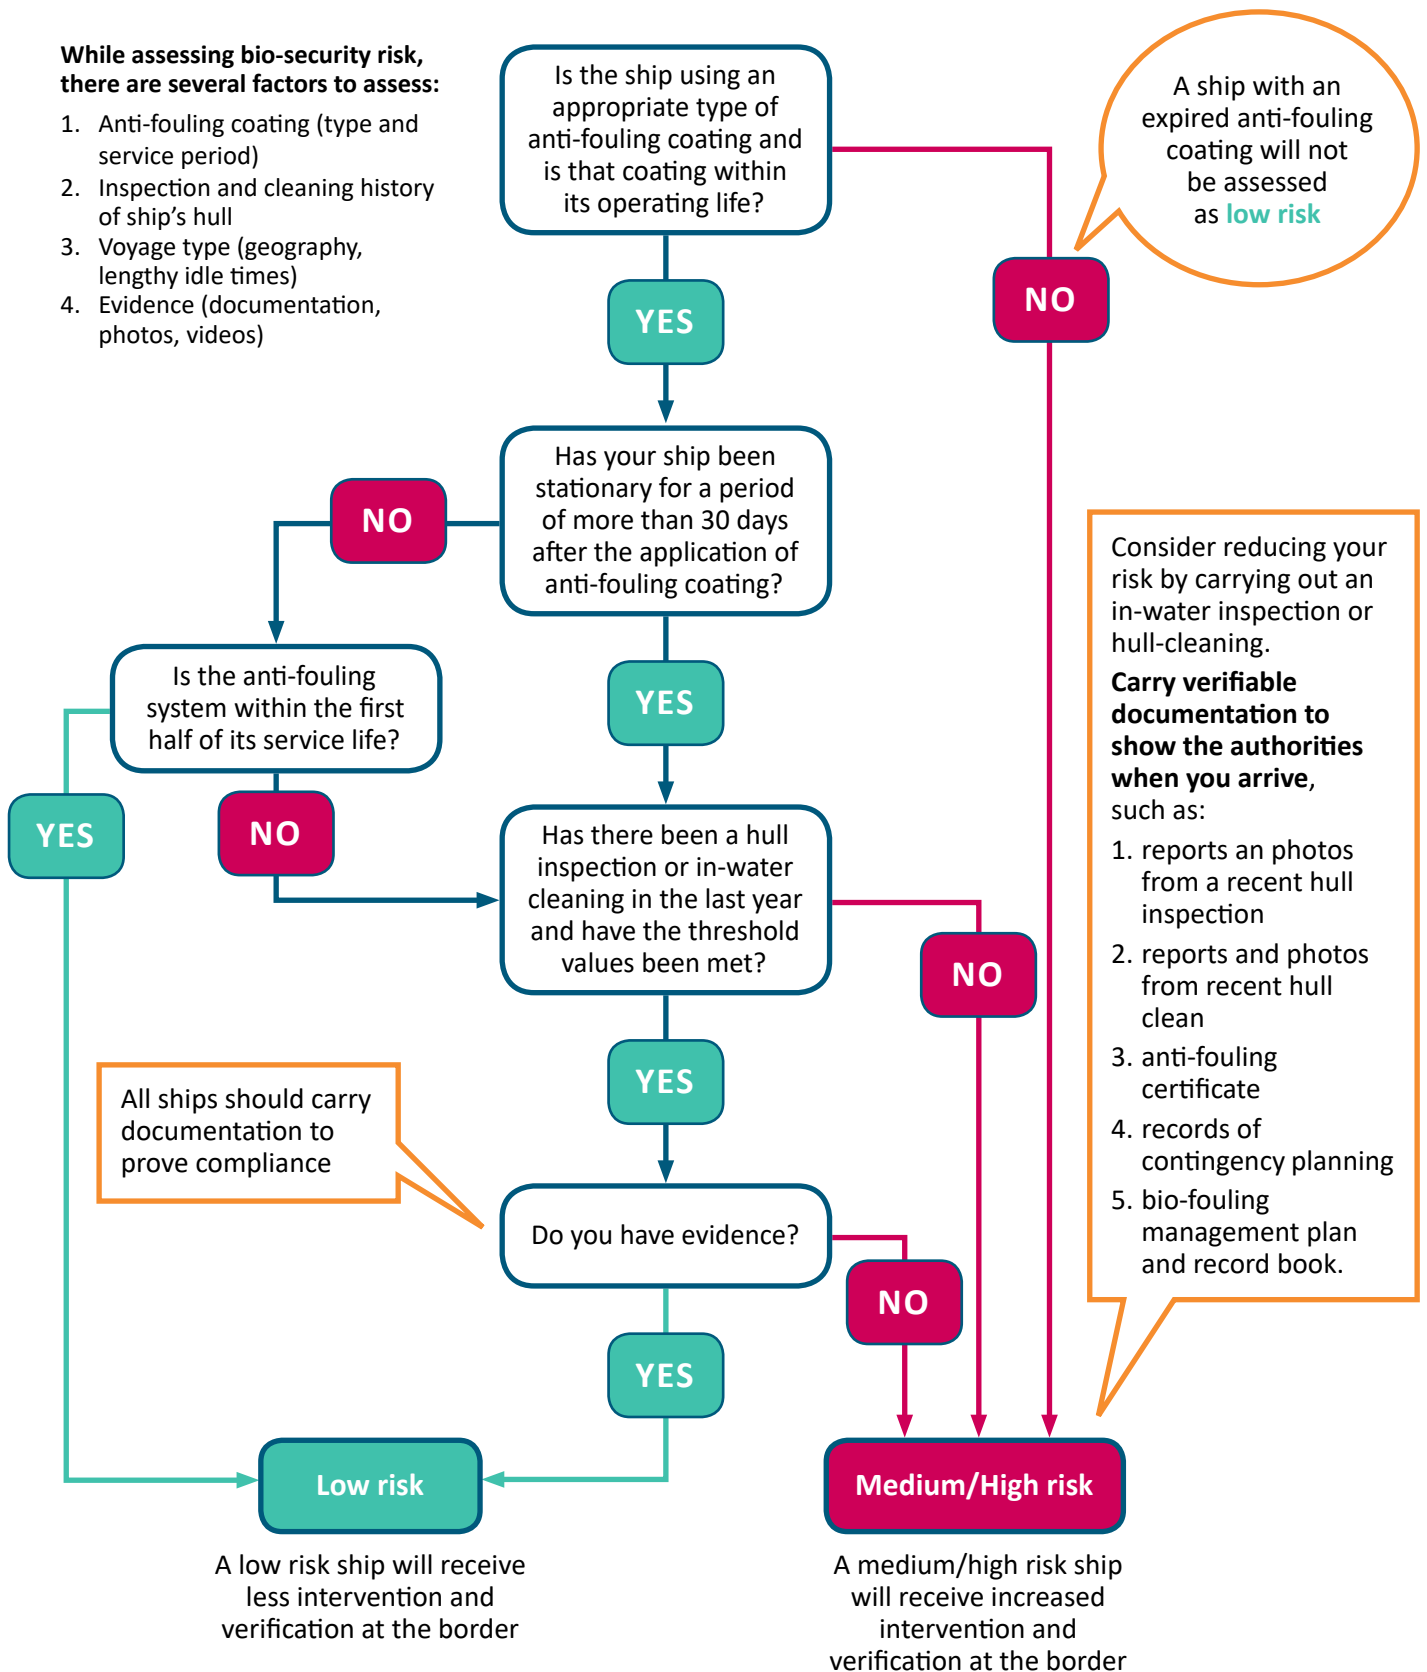 While assessing bio-security risk,
there are several factors to assess:
1. Anti-fouling coating (type and
service period)
2. Inspection and cleaning history
of ship's hull
3. Voyage type (geography,
lengthy idle times)
4. Evidence (documentation,
photos, videos)
Is the ship using an
appropriate type of
anti-fouling coating and
is that coating within
its operating life?
A ship with an
expired anti-fouling
coating will not
be assessed
as low risk
NO
YES
Has your ship been
stationary for a period
of more than 30 days
after the application of
anti-fouling coating?
NO
YES
Is the anti-fouling
system within the first
half of its service life?
YES
NO
Has there been a hull
inspection or in-water
cleaning in the last year
and have the threshold
values been met?
NO
YES
All ships should carry
documentation to
prove compliance
Do you have evidence?
NO
YES
Consider reducing your
risk by carrying out an
in-water inspection or
hull-cleaning.
Carry verifiable
documentation to
show the authorities
when you arrive,
such as:
1. reports an photos
from a recent hull
inspection
2. reports and photos
from recent hull
clean
3. anti-fouling
certificate
4. records of
contingency planning
5. bio-fouling
management plan
and record book.
Low risk
A low risk ship will receive
less intervention and
verification at the border
Medium/High risk
A medium/high risk ship
will receive increased
intervention and
verification at the border